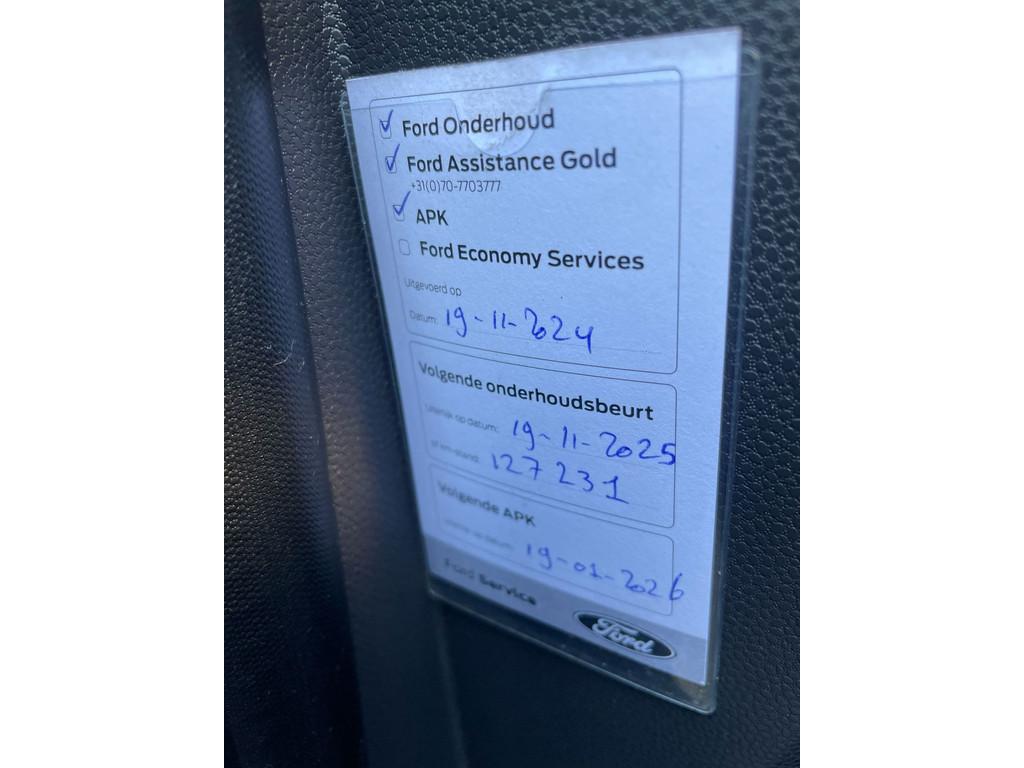 Ford Onderhoud
Ford Assistance Gold
+31(0)70-7703777
APK
Ford Economy Services
Uitgevoerd op
Datum: 19-11-2024
Volgende onderhoudsbeurt
Uiterlijk op datum: 19-11-2025
of km-stand: 127231
Volgende APK
Uiterlijk op datum: 19-01-2026
Ford Service
Ford